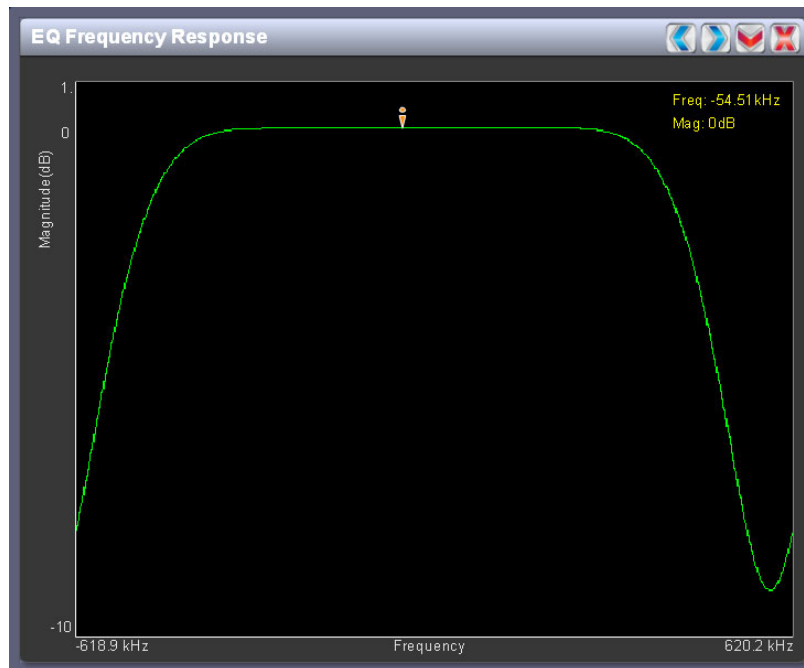 EQ Frequency Response
1.
Freq: -54.51kHz
Mag: 0dB
0
Magnitude(dB)
-10
-618.9 kHz
Frequency
620.2 kHz